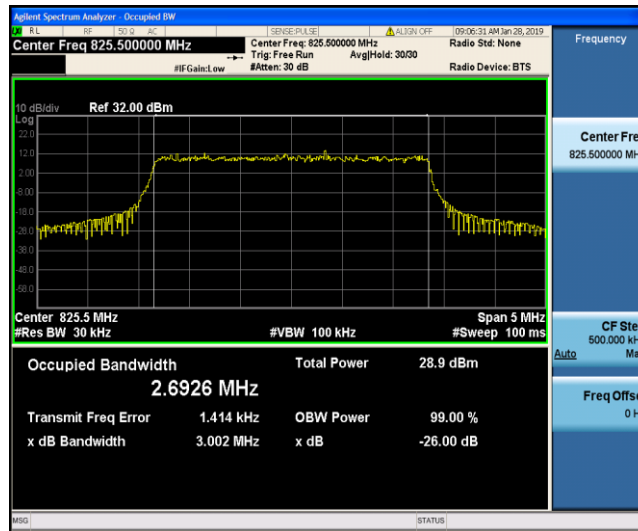 Agilent Spectrum Analyzer - Occupied BW
RL RF 50 Ω AC SENSE:PULSE ALIGN OFF 09:06:31 AM Jan 28, 2019
Center Freq 825.500000 MHz Center Freq: 825.500000 MHz Radio Std: None
Trig: Free Run Avg|Hold: 30/30
#IFGain:Low #Atten: 30 dB Radio Device: BTS
10 dB/div Ref 32.00 dBm
Log
22.0
12.0
2.00
-8.00
-18.0
-28.0
-38.0
-48.0
-58.0
Center 825.5 MHz Span 5 MHz
#Res BW 30 kHz #VBW 100 kHz #Sweep 100 ms
Occupied Bandwidth Total Power 28.9 dBm
2.6926 MHz
Transmit Freq Error 1.414 kHz OBW Power 99.00 %
x dB Bandwidth 3.002 MHz x dB -26.00 dB
MSG STATUS
Frequency
Center Fre
825.500000 MH
CF Ste
500.000 kH
Auto Ma
Freq Offse
0 H